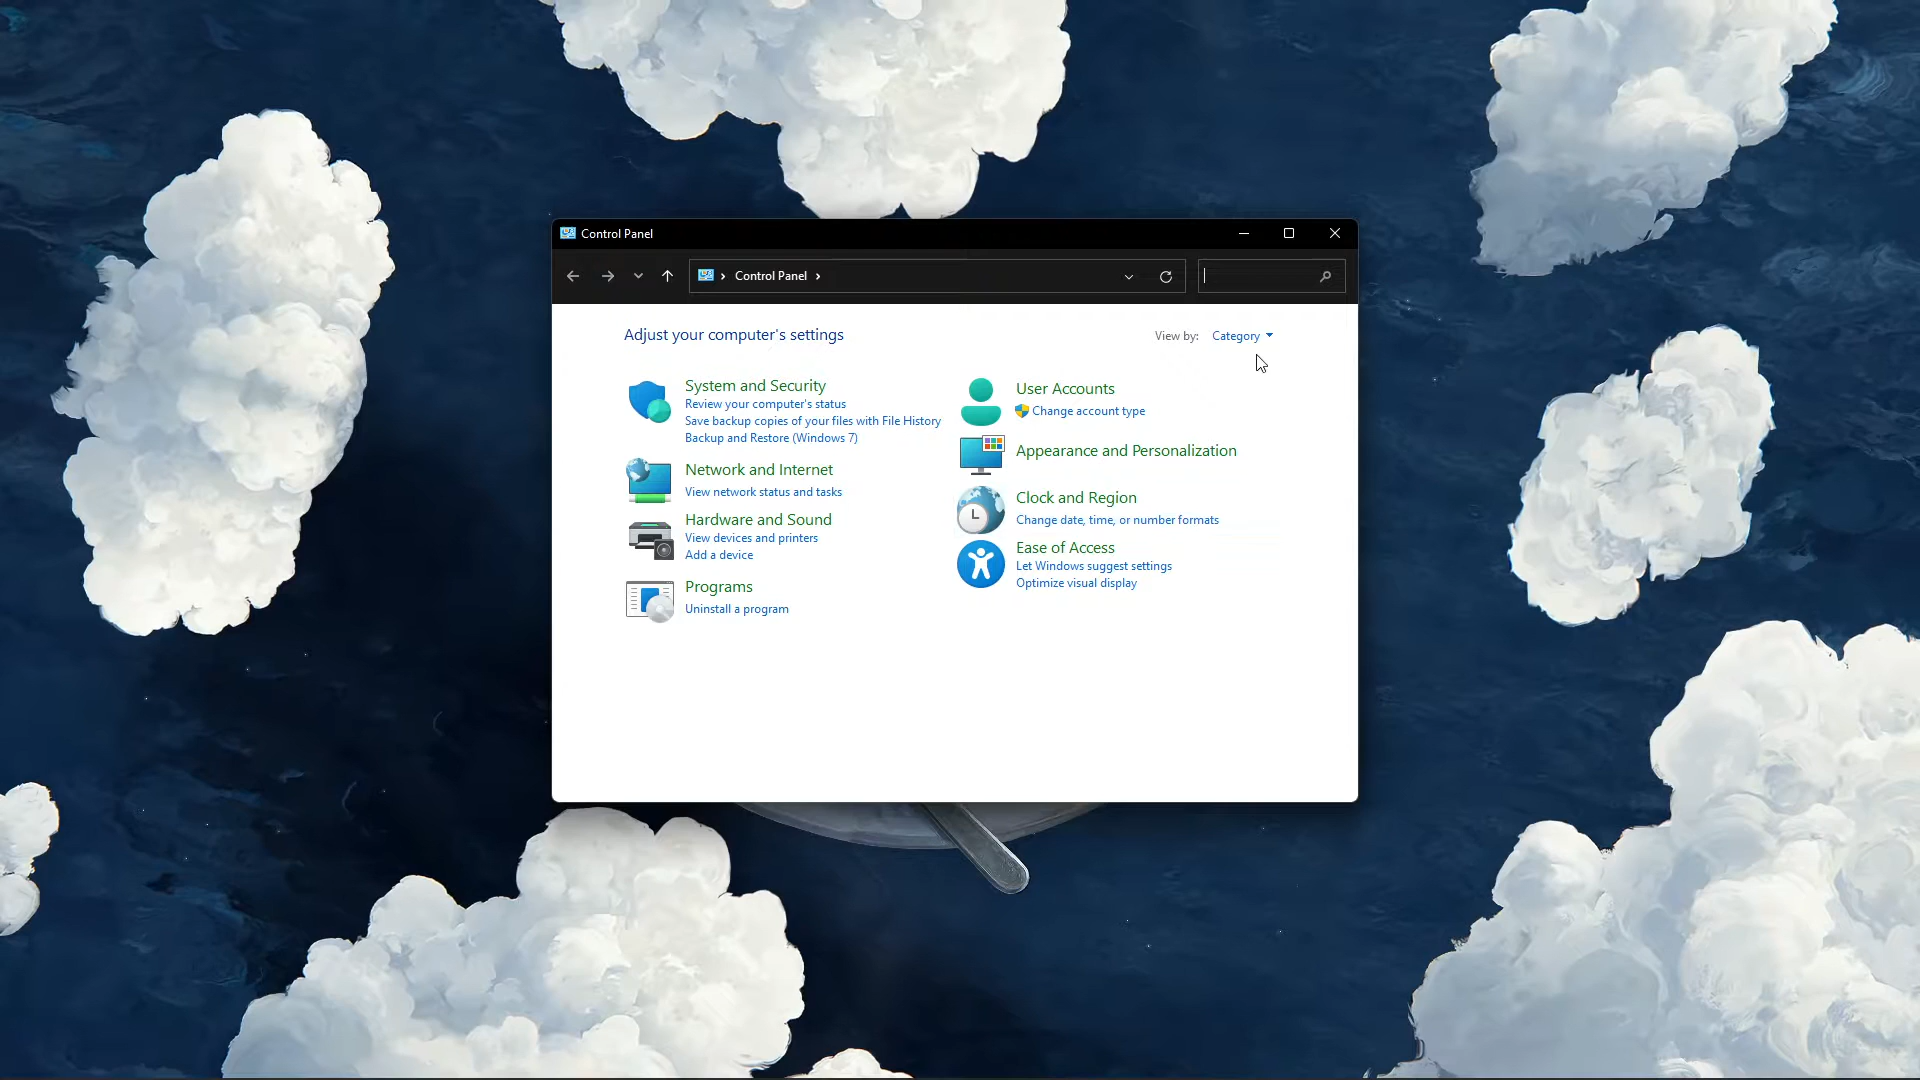 Control Panel
Control Panel
Adjust your computer's settings
View by: Category
System and Security
Review your computer's status
Save backup copies of your files with File History
Backup and Restore (Windows 7)
Network and Internet
View network status and tasks
Hardware and Sound
View devices and printers
Add a device
Programs
Uninstall a program
User Accounts
Change account type
Appearance and Personalization
Clock and Region
Change date, time, or number formats
Ease of Access
Let Windows suggest settings
Optimize visual display